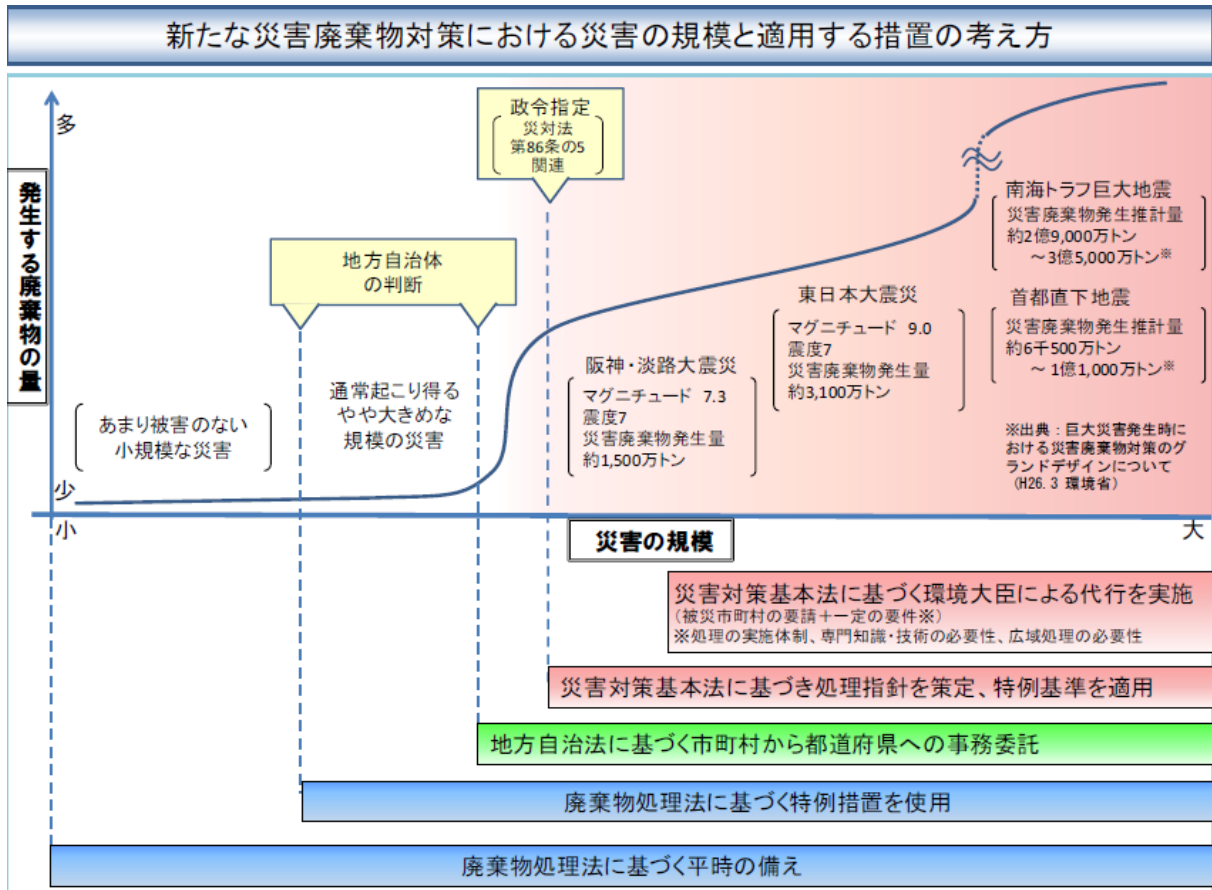 新たな災害廃棄物対策における災害の規模と適用する措置の考え方
多
発生する廃棄物の量
少
小
政令指定
災対法
第86条の5
関連
地方自治体
の判断
あまり被害のない
小規模な災害
通常起こり得る
やや大きめな
規模の災害
阪神・淡路大震災
マグニチュード 7.3
震度7
災害廃棄物発生量
約1,500万トン
東日本大震災
マグニチュード 9.0
震度7
災害廃棄物発生量
約3,100万トン
南海トラフ巨大地震
災害廃棄物発生推計量
約2億9,000万トン
～3億5,000万トン※
首都直下地震
災害廃棄物発生推計量
約6千500万トン
～ 1億1,000万トン※
※出典：巨大災害発生時に
おける災害廃棄物対策のグ
ランドデザインについて
（H26.3 環境省）
災害の規模
大
災害対策基本法に基づく環境大臣による代行を実施
（被災市町村の要請＋一定の要件※）
※処理の実施体制、専門知識・技術の必要性、広域処理の必要性
災害対策基本法に基づき処理指針を策定、特例基準を適用
地方自治法に基づく市町村から都道府県への事務委託
廃棄物処理法に基づく特例措置を使用
廃棄物処理法に基づく平時の備え